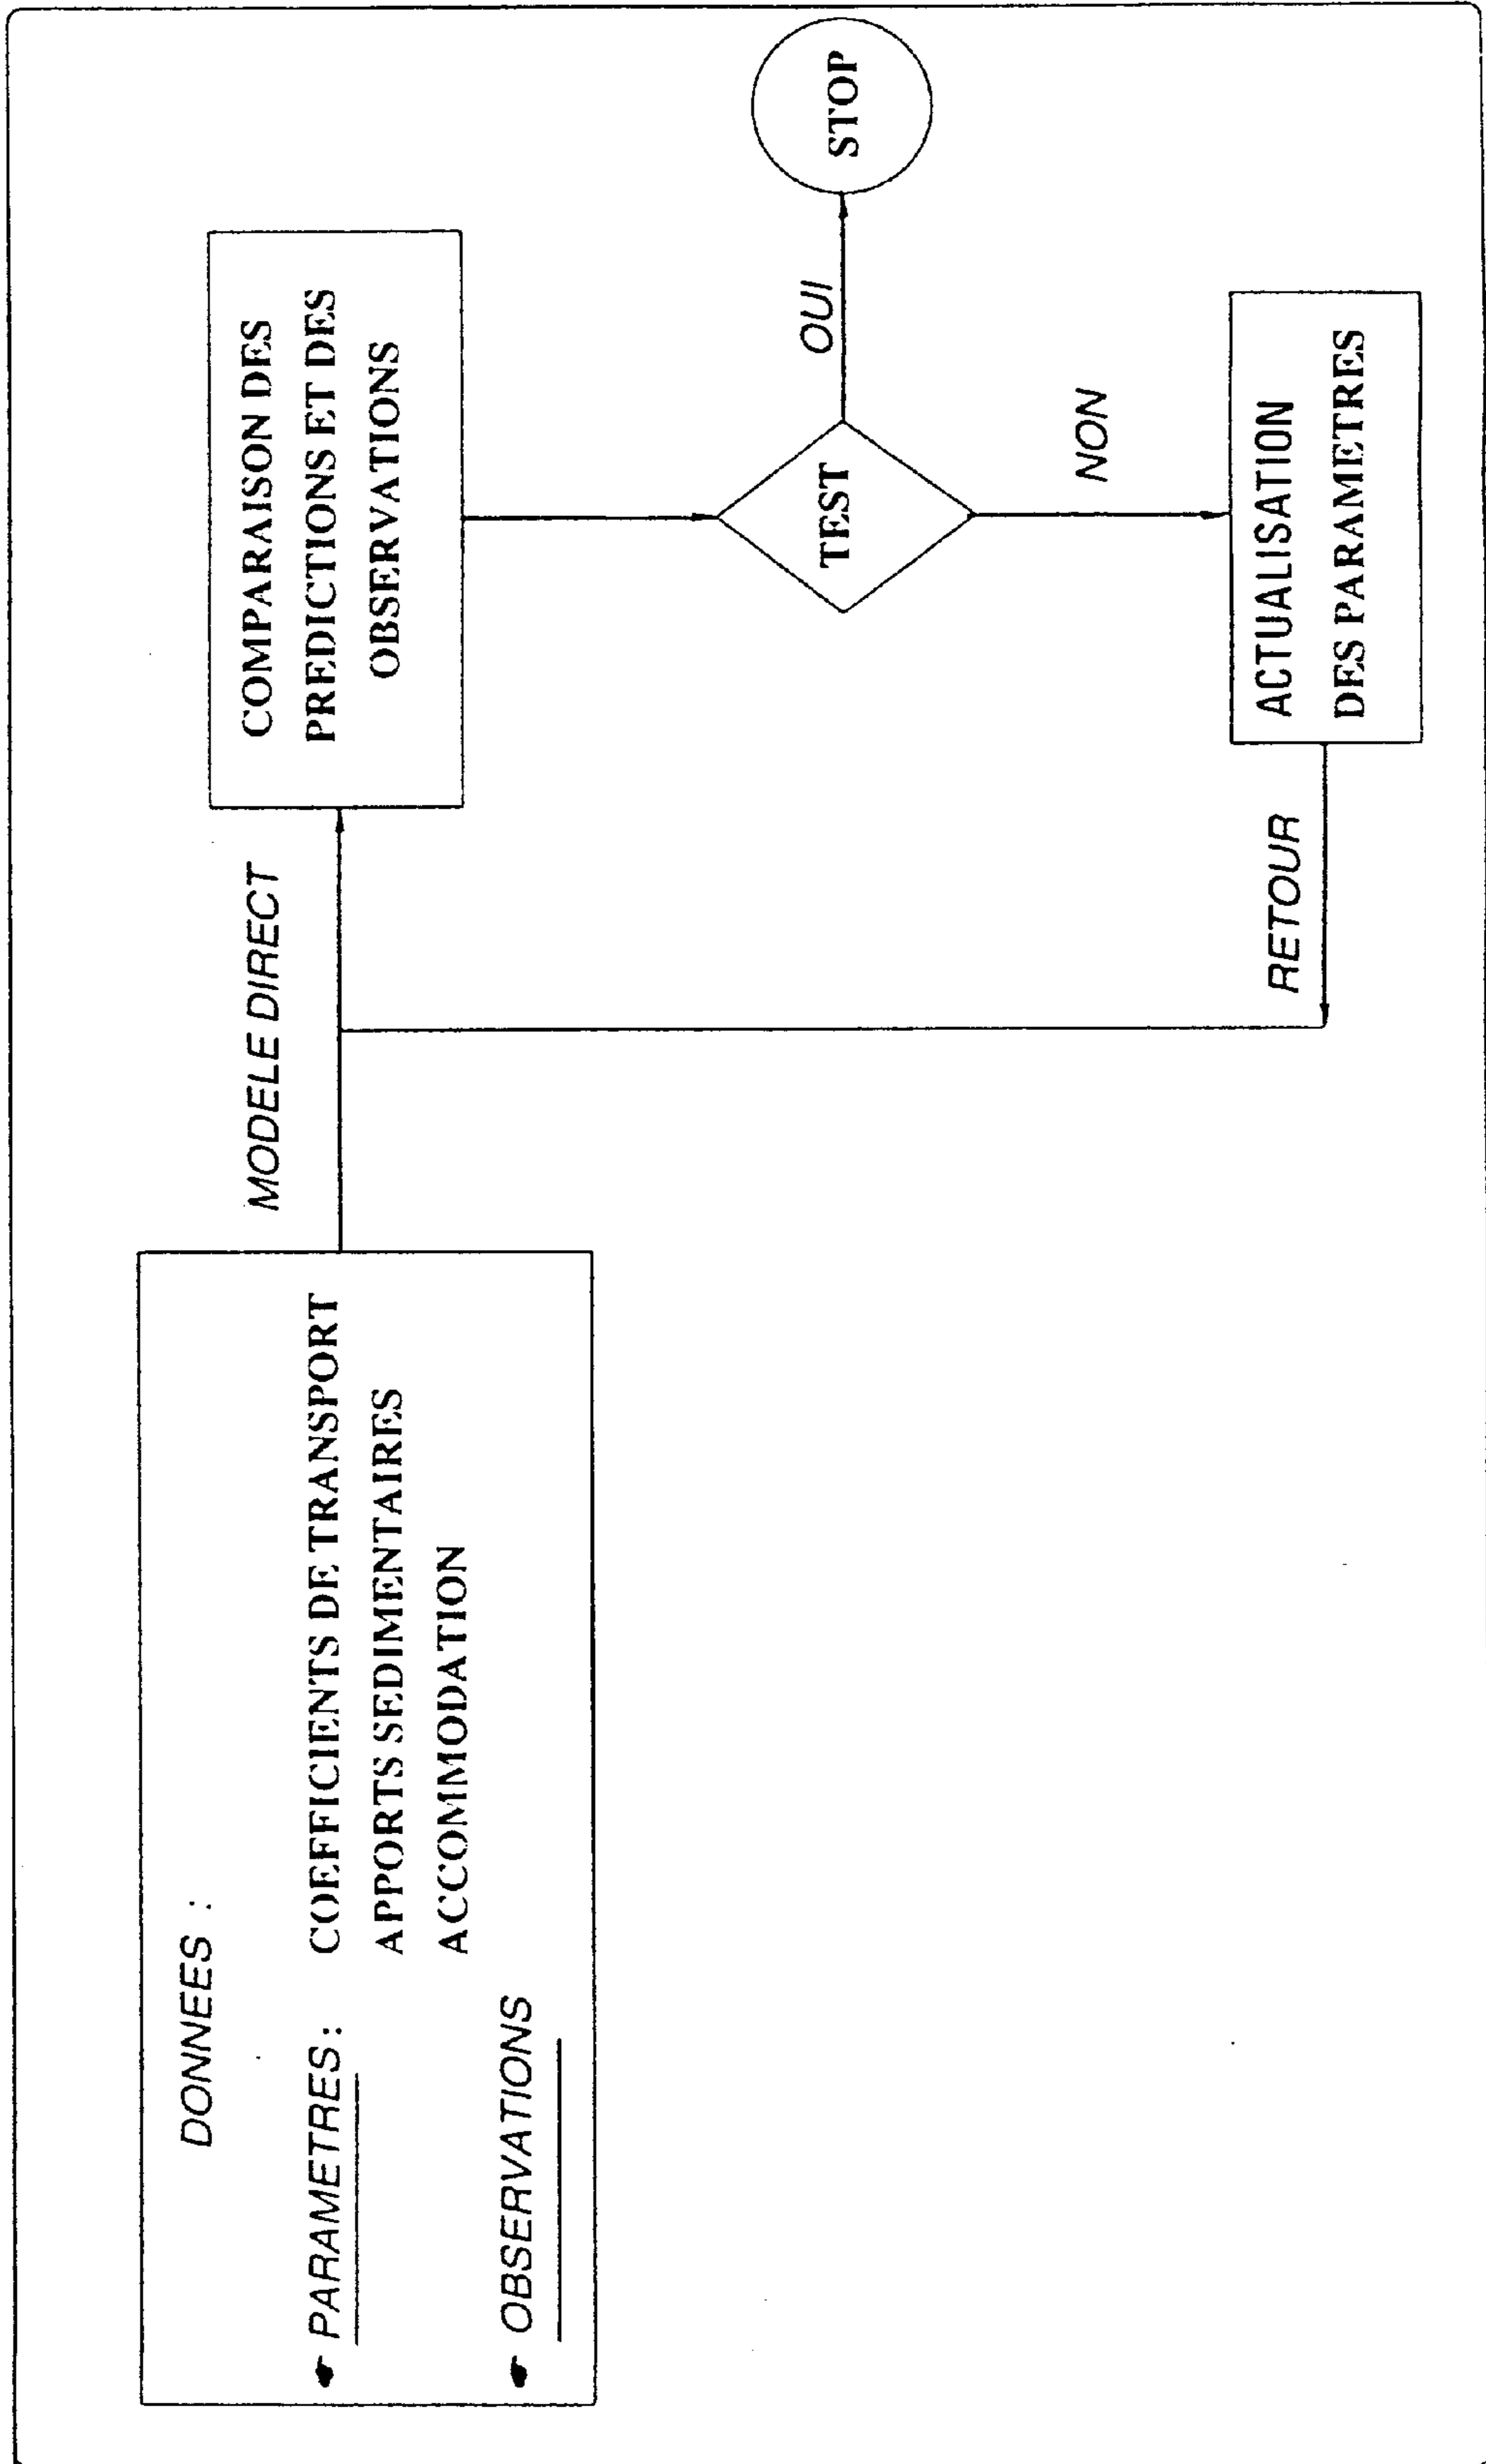 DONNEES :
☛ PARAMETRES : COEFFICIENTS DE TRANSPORT
APPORTS SEDIMENTAIRES
ACCOMMODATION
☛ OBSERVATIONS
MODELE DIRECT
COMPARAISON DES
PREDICTIONS ET DES
OBSERVATIONS
TEST
OUI
STOP
NON
ACTUALISATION
DES PARAMETRES
RETOUR